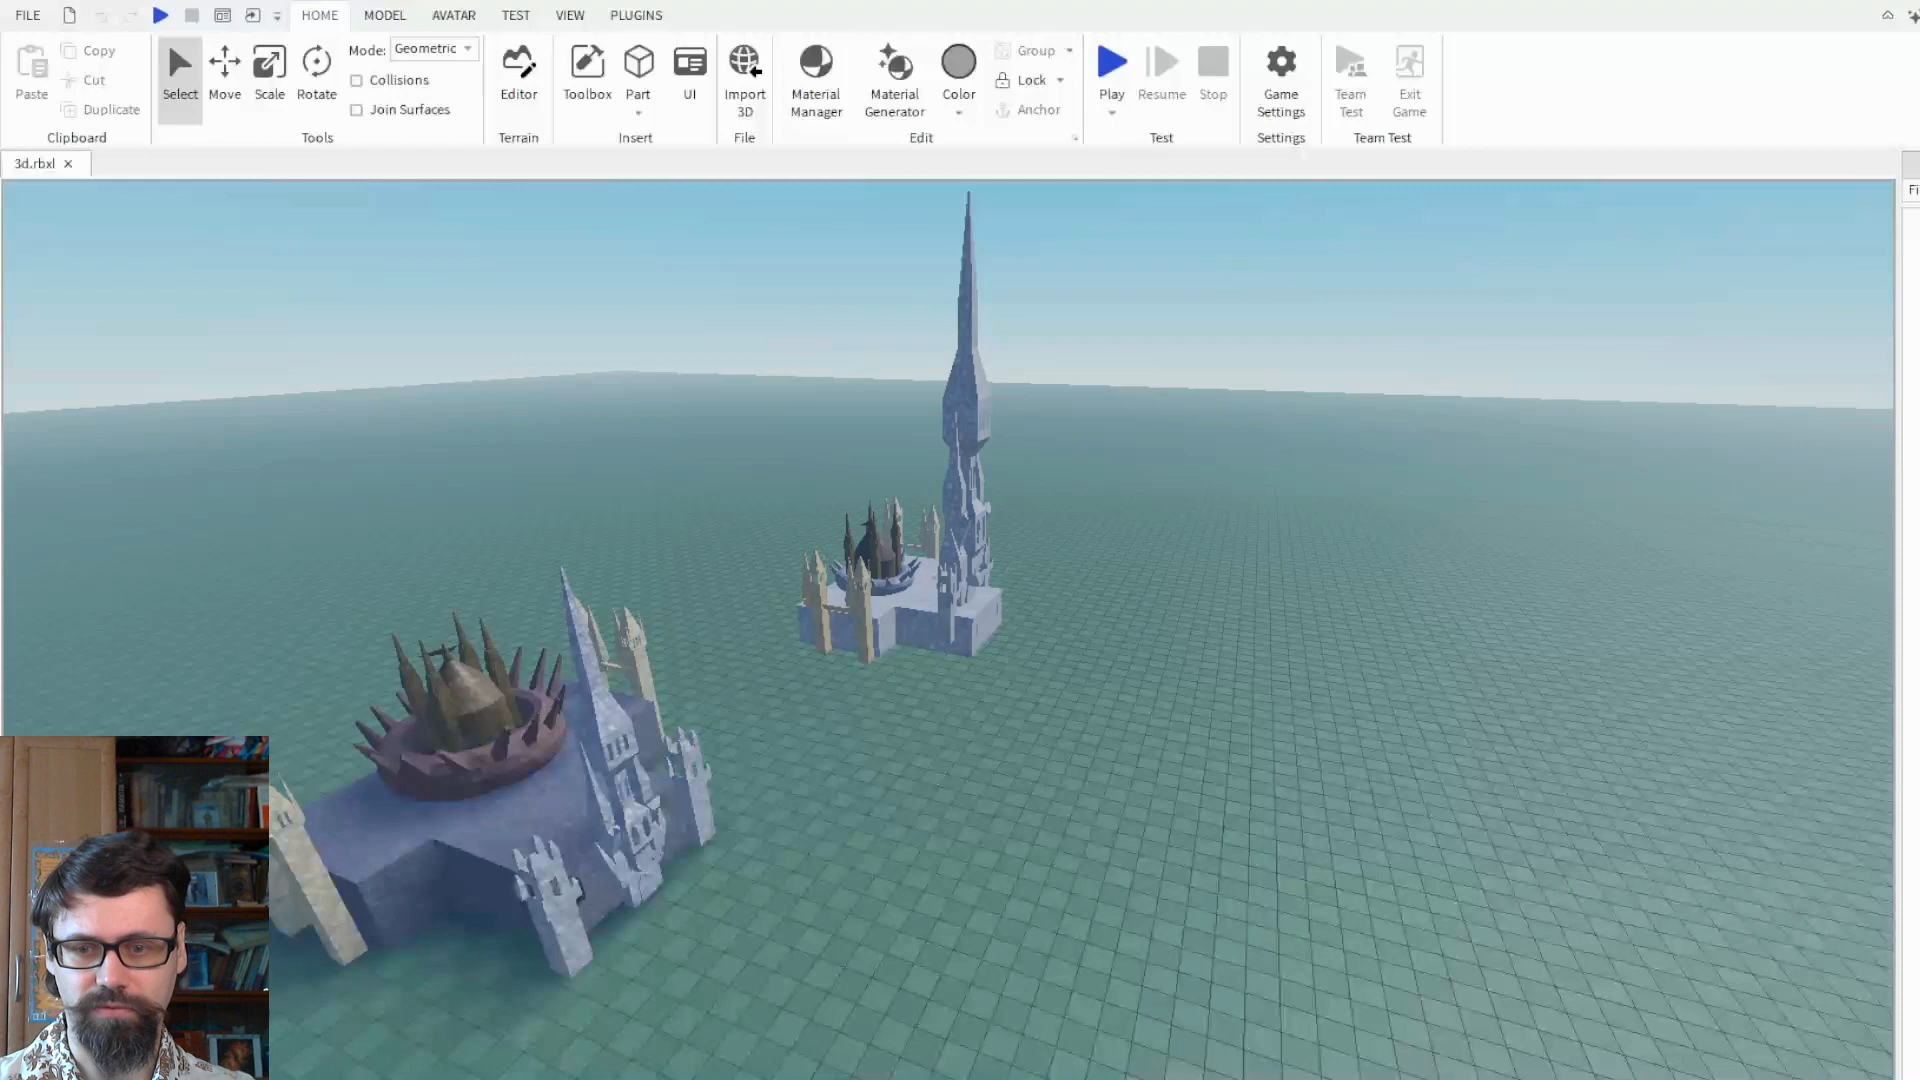 FILE HOME MODEL AVATAR TEST VIEW PLUGINS
Paste Copy Cut Duplicate Clipboard
Select Move Scale Rotate Mode: Geometric Collisions Join Surfaces Tools
Editor Terrain
Toolbox Part UI Insert
Import 3D File
Material Manager Material Generator Color Group Lock Anchor Edit
Play Resume Stop Test
Game Settings Settings
Team Test Exit Game Team Test
3d.rbxl
Fi